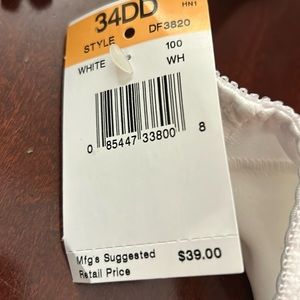 HN1
34DD
STYLE DF3820
WHITE 100
WH
0 85447 33800 8
Mfg's Suggested
Retail Price $39.00